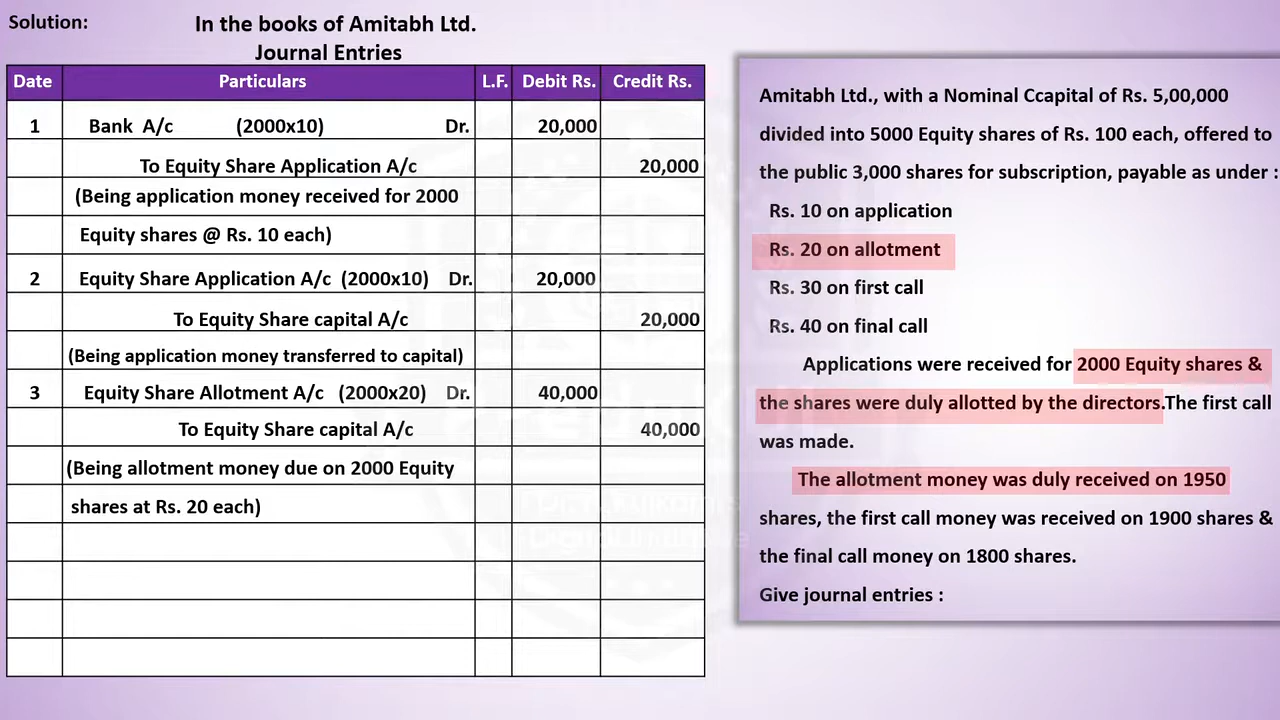 Solution:
In the books of Amitabh Ltd.
Journal Entries
Date Particulars L.F. Debit Rs. Credit Rs.
1 Bank A/c (2000x10) Dr. 20,000
To Equity Share Application A/c 20,000
(Being application money received for 2000
Equity shares @ Rs. 10 each)
2 Equity Share Application A/c (2000x10) Dr. 20,000
To Equity Share capital A/c 20,000
(Being application money transferred to capital)
3 Equity Share Allotment A/c (2000x20) Dr. 40,000
To Equity Share capital A/c 40,000
(Being allotment money due on 2000 Equity
shares at Rs. 20 each)
Amitabh Ltd., with a Nominal Ccapital of Rs. 5,00,000
divided into 5000 Equity shares of Rs. 100 each, offered to
the public 3,000 shares for subscription, payable as under :
Rs. 10 on application
Rs. 20 on allotment
Rs. 30 on first call
Rs. 40 on final call
Applications were received for 2000 Equity shares &
the shares were duly allotted by the directors.The first call
was made.
The allotment money was duly received on 1950
shares, the first call money was received on 1900 shares &
the final call money on 1800 shares.
Give journal entries :